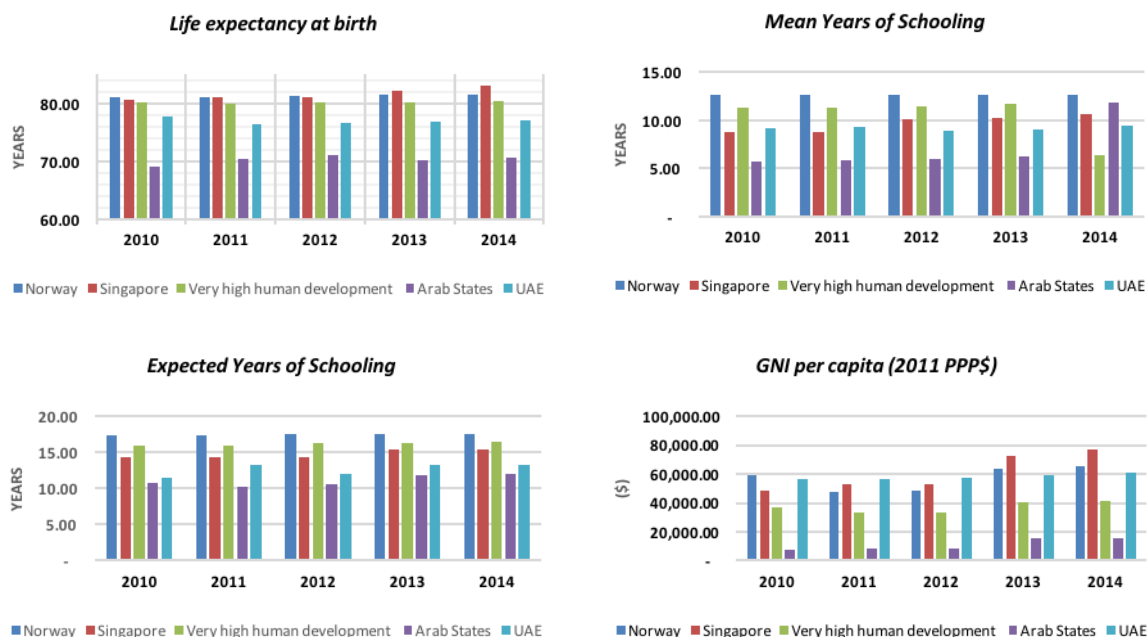 Life expectancy at birth
80.00
70.00
60.00
YEARS
2010 2011 2012 2013 2014
Norway Singapore Very high human development Arab States UAE
Mean Years of Schooling
15.00
10.00
5.00
-
YEARS
2010 2011 2012 2013 2014
Norway Singapore Very high human development Arab States UAE
Expected Years of Schooling
20.00
15.00
10.00
5.00
-
YEARS
2010 2011 2012 2013 2014
Norway Singapore Very high human development Arab States UAE
GNI per capita (2011 PPP$)
100,000.00
80,000.00
60,000.00
40,000.00
20,000.00
-
($)
2010 2011 2012 2013 2014
Norway Singapore Very high human development Arab States UAE